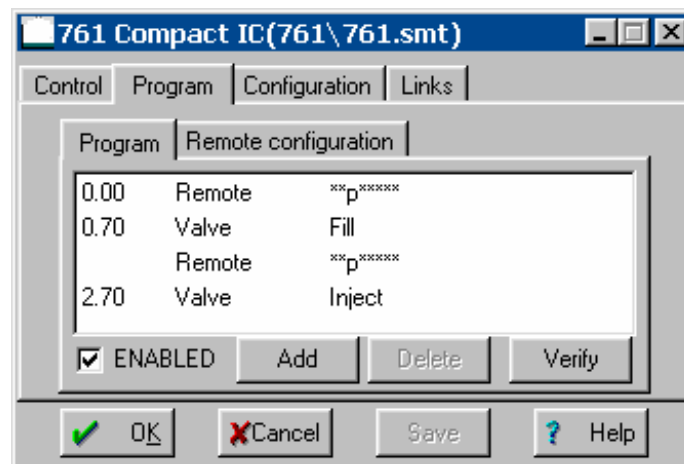 761 Compact IC(761\761.smt)
Control Program Configuration Links
Program Remote configuration
0.00 Remote **p*****
0.70 Valve Fill
Remote **p*****
2.70 Valve Inject
ENABLED Add Delete Verify
OK Cancel Save ? Help